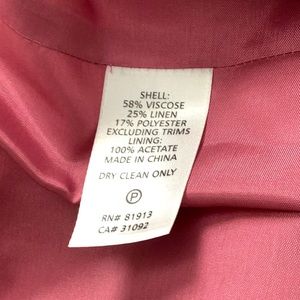 SHELL:
58% VISCOSE
25% LINEN
17% POLYESTER
EXCLUDING TRIMS
LINING:
100% ACETATE
MADE IN CHINA
DRY CLEAN ONLY
P
RN# 81913
CA# 31092